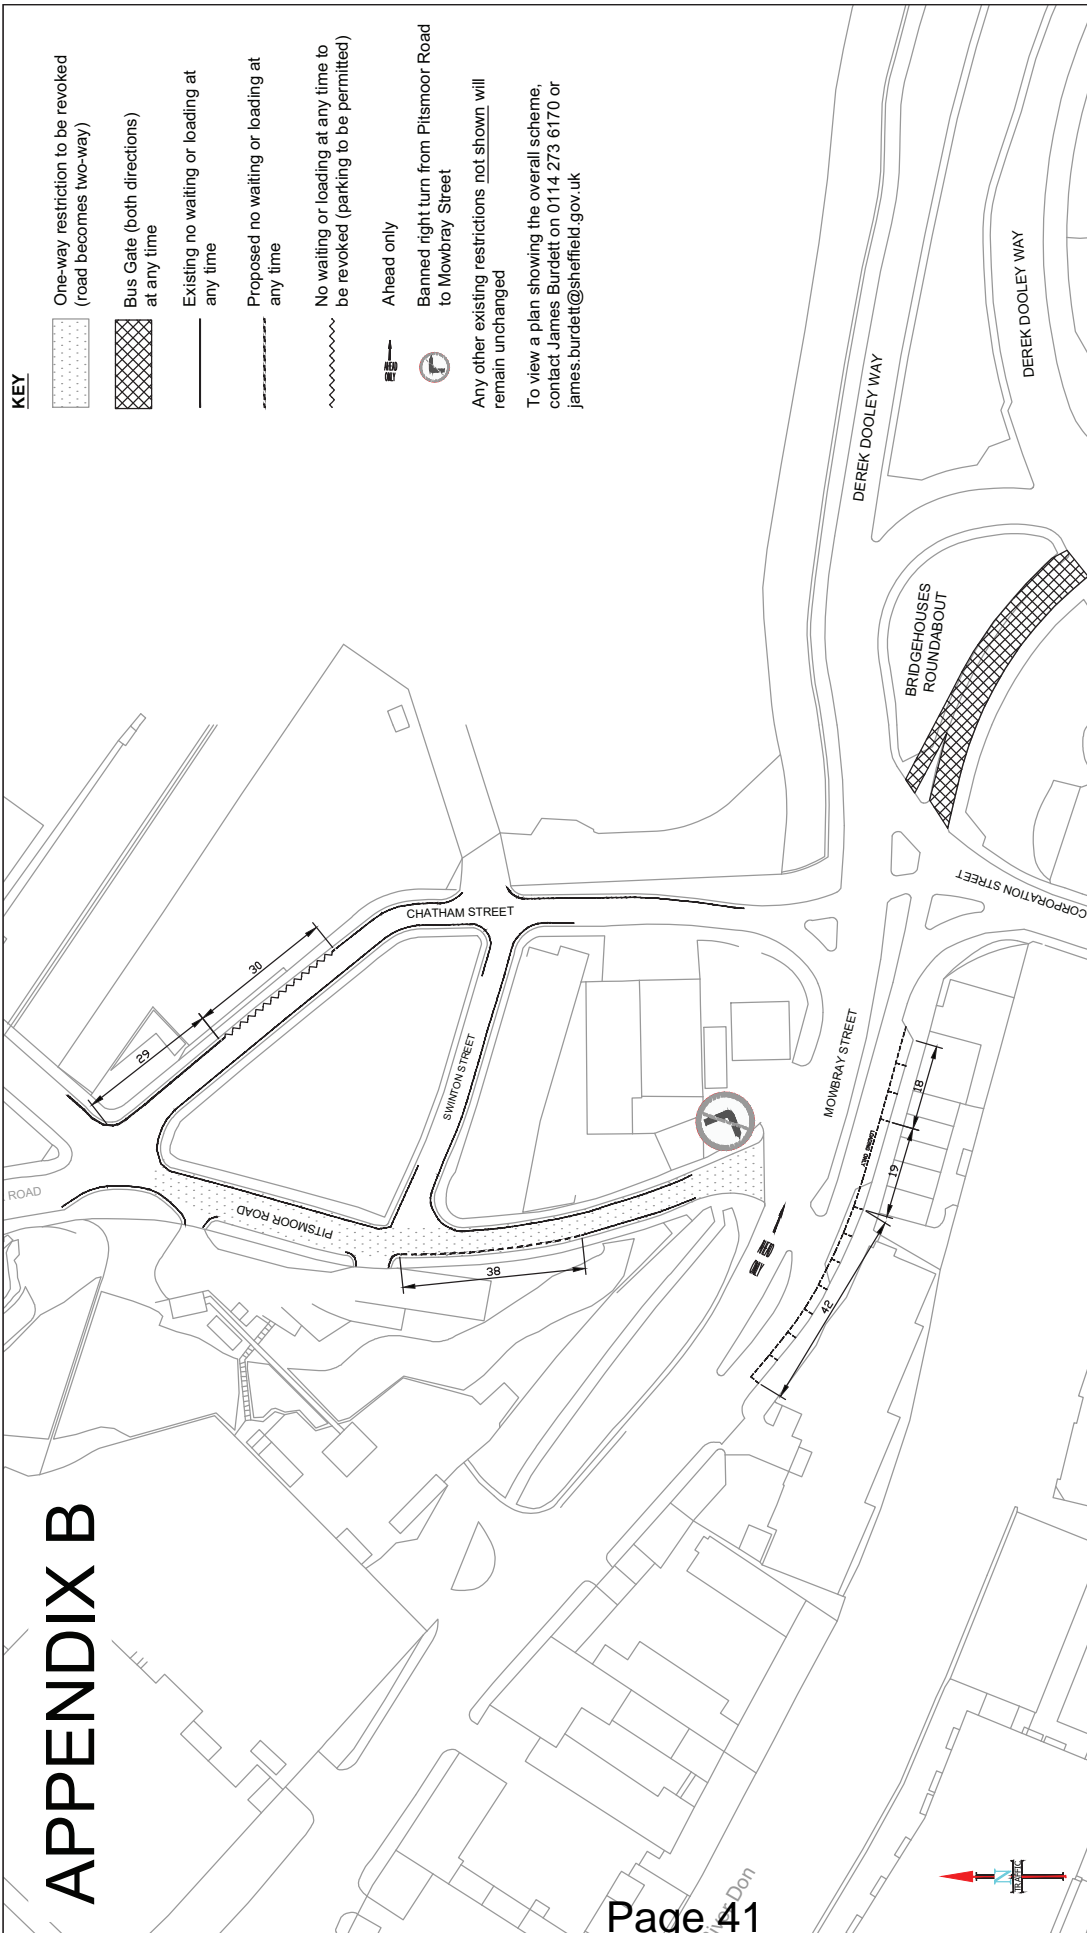 APPENDIX B
KEY
One-way restriction to be revoked
(road becomes two-way)
Bus Gate (both directions)
at any time
Existing no waiting or loading at
any time
Proposed no waiting or loading at
any time
No waiting or loading at any time to
be revoked (parking to be permitted)
AHEAD
ONLY
Ahead only
Banned right turn from Pitsmoor Road
to Mowbray Street
Any other existing restrictions not shown will
remain unchanged
To view a plan showing the overall scheme,
contact James Burdett on 0114 273 6170 or
james.burdett@sheffield.gov.uk
ROAD
PITSMOOR ROAD
29
30
CHATHAM STREET
SWINTON STREET
38
MOWBRAY STREET
42
19
18
CORPORATION STREET
BRIDGEHOUSES
ROUNDABOUT
DEREK DOOLEY WAY
DEREK DOOLEY WAY
Don
N
TRAFFIC
Page 41